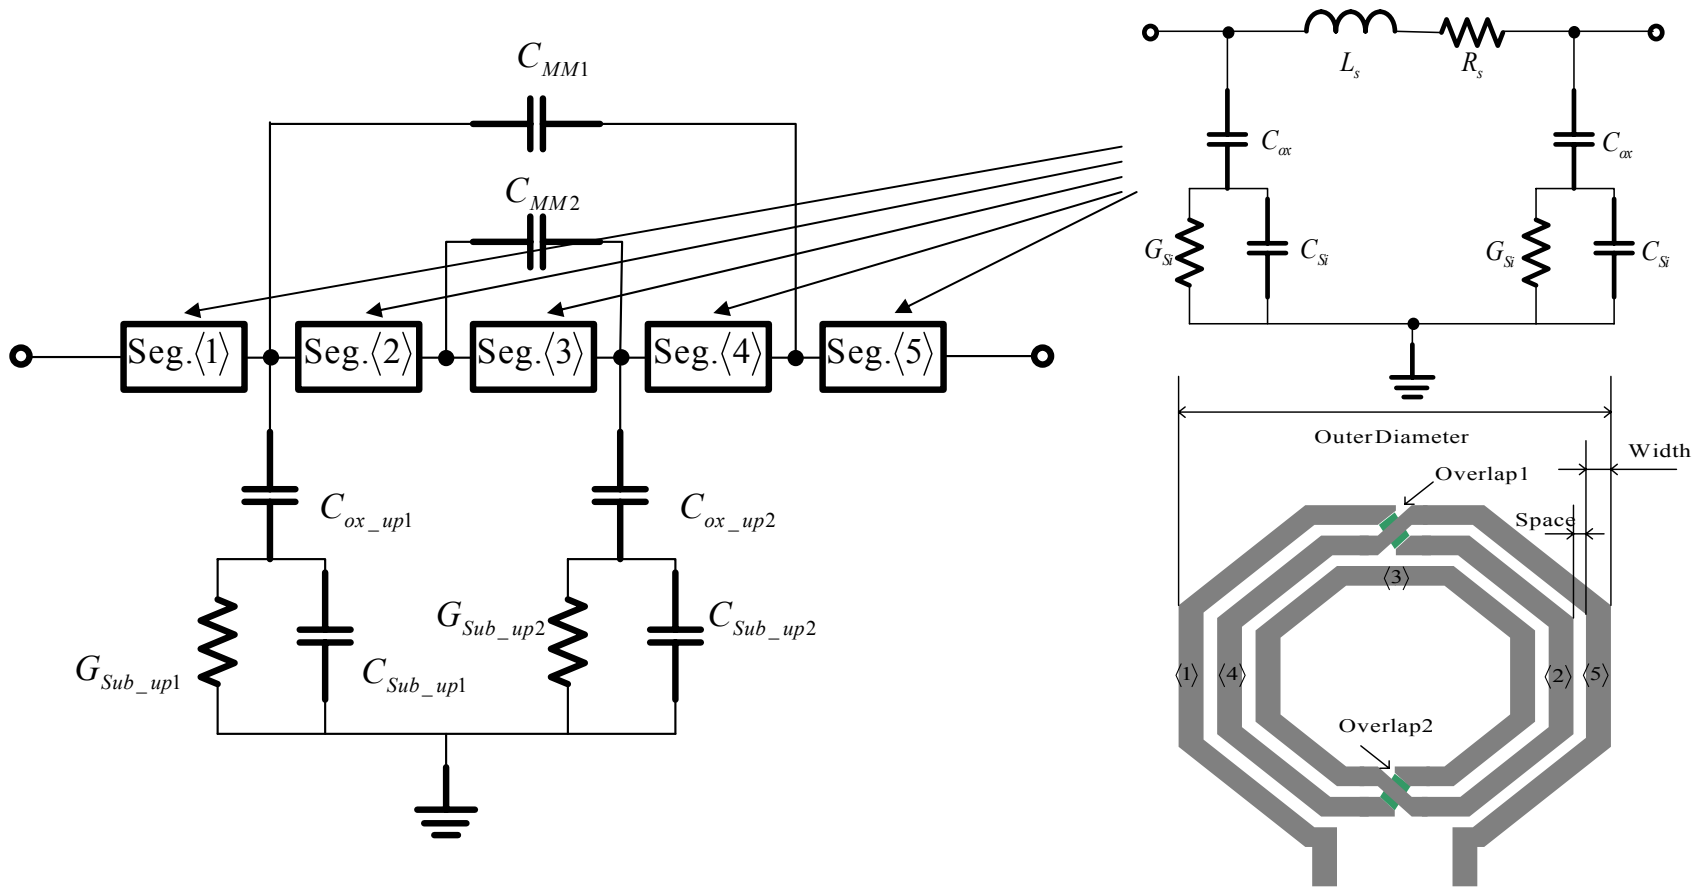 C_MM1
C_MM2
Seg.⟨1⟩
Seg.⟨2⟩
Seg.⟨3⟩
Seg.⟨4⟩
Seg.⟨5⟩
C_ox_up1
C_ox_up2
G_Sub_up1
C_Sub_up1
G_Sub_up2
C_Sub_up2
L_s
R_s
C_ox
C_ox
G_Si
C_Si
G_Si
C_Si
OuterDiameter
Width
Overlap1
Space
⟨3⟩
⟨1⟩
⟨4⟩
⟨2⟩
⟨5⟩
Overlap2